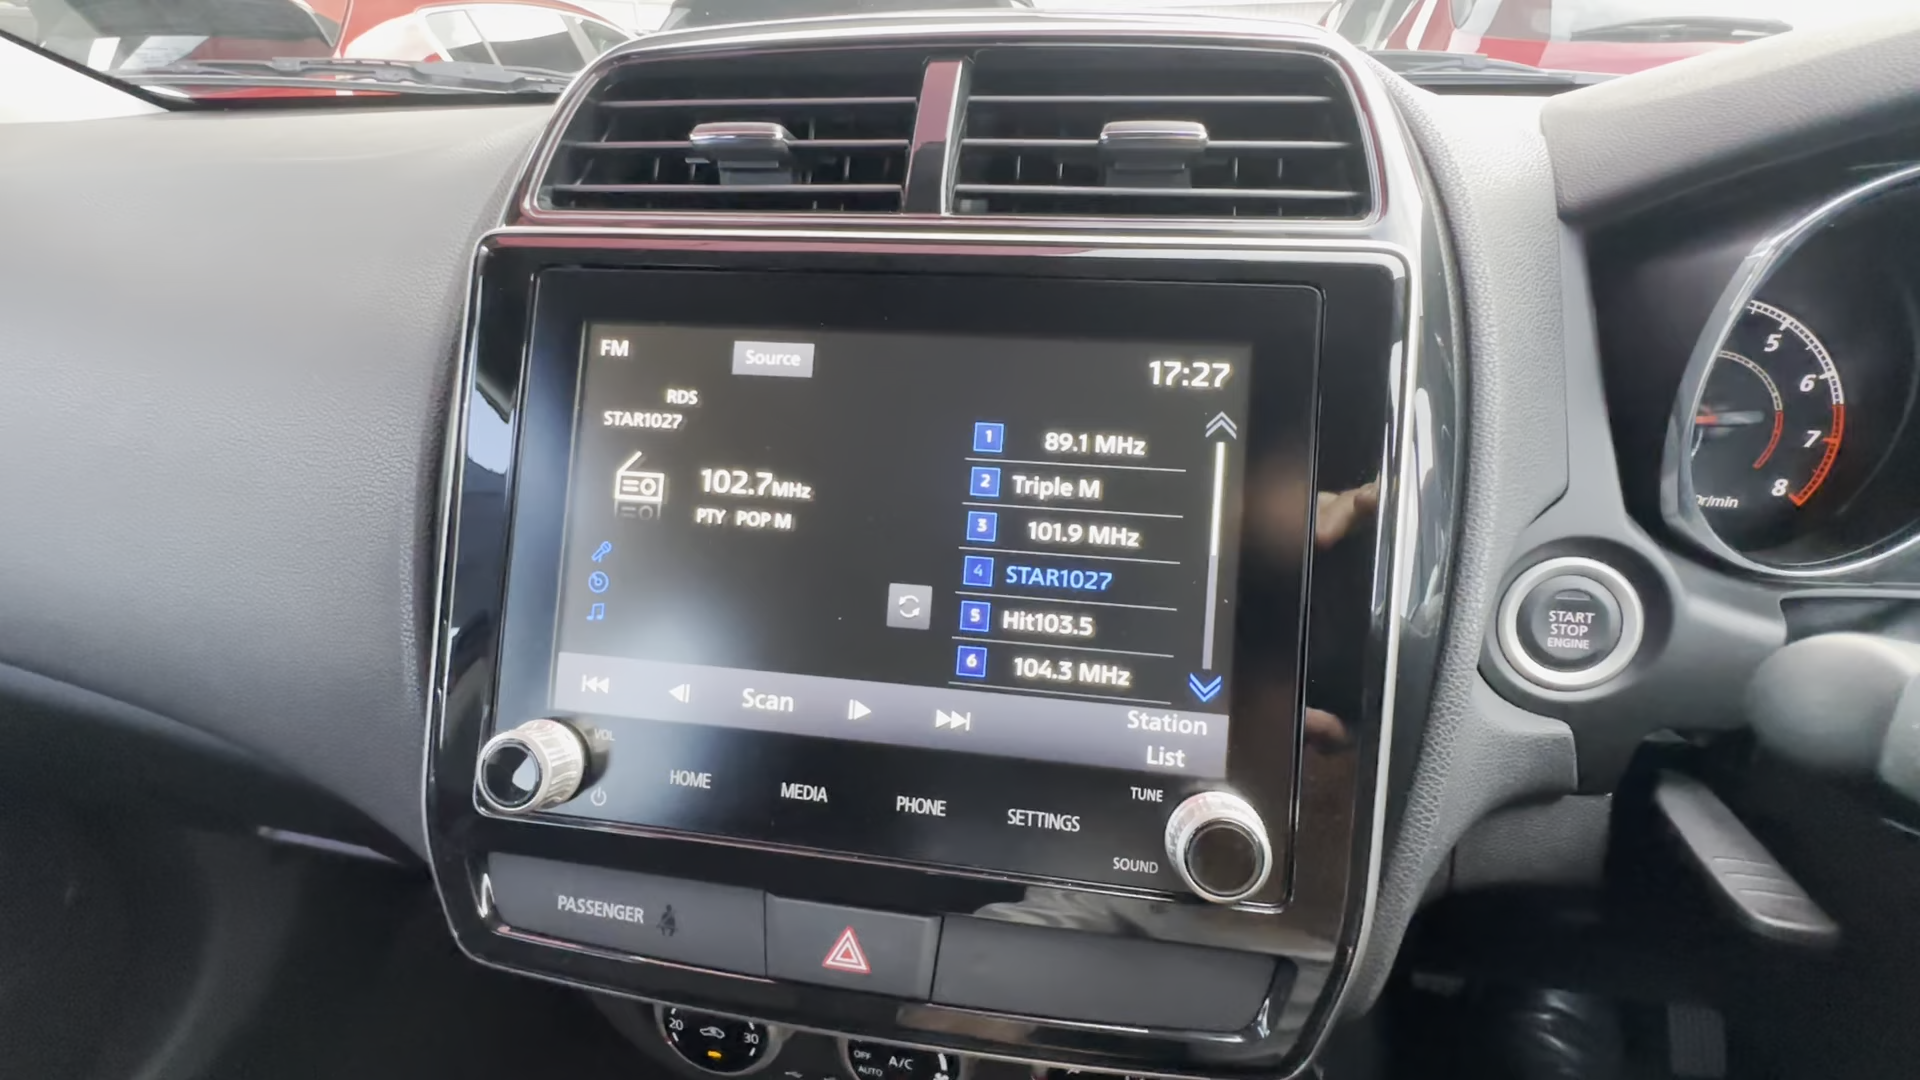 FM
Source
17:27
RDS
STAR1027
102.7MHz
PTY POP M
1 89.1 MHz
2 Triple M
3 101.9 MHz
4 STAR1027
5 Hit103.5
6 104.3 MHz
Scan
Station
List
VOL
HOME
MEDIA
PHONE
SETTINGS
TUNE
SOUND
PASSENGER
20
30
OFF
A/C
AUTO
5
6
7
8
r/min
START
STOP
ENGINE